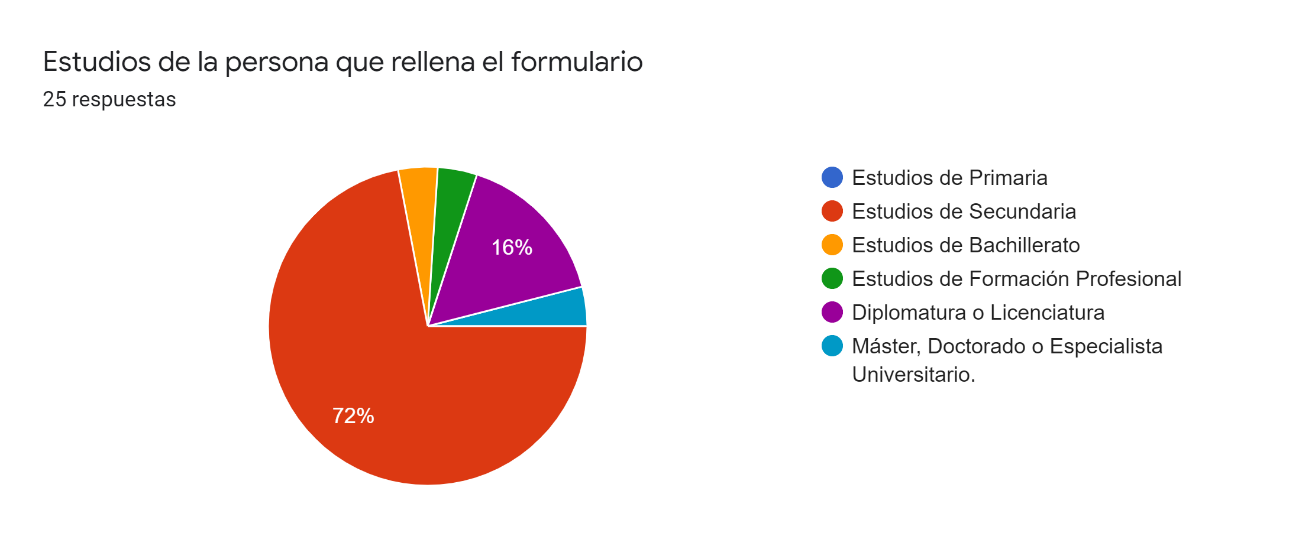 Estudios de la persona que rellena el formulario
25 respuestas
16%
72%
Estudios de Primaria
Estudios de Secundaria
Estudios de Bachillerato
Estudios de Formación Profesional
Diplomatura o Licenciatura
Máster, Doctorado o Especialista
Universitario.